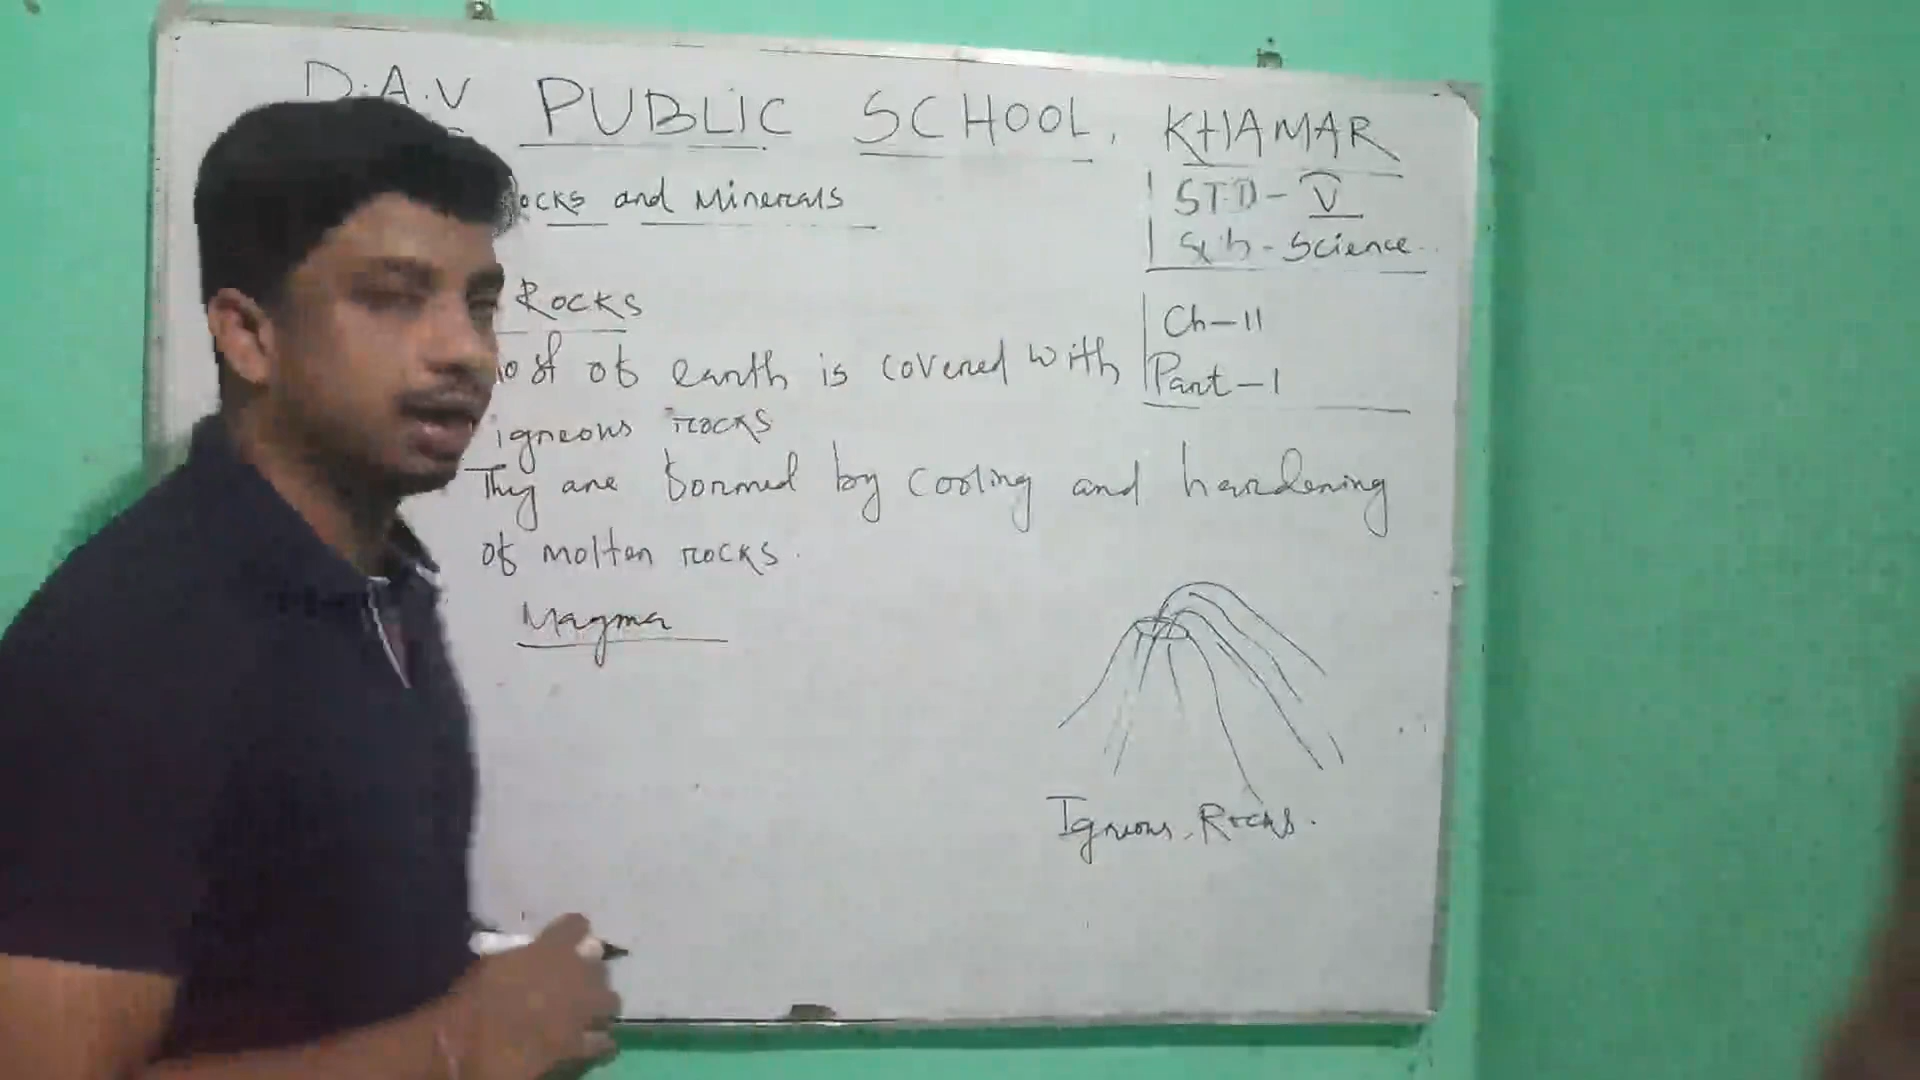 D.A.V PUBLIC SCHOOL, KHAMAR
ocks and Minerals
STD - V
Sub - Science
Rocks
Ch-11
Part-1
ost of earth is covered with
igneous rocks
They are formed by cooling and hardening
of molten rocks.
Magma
Igneous Rocks.